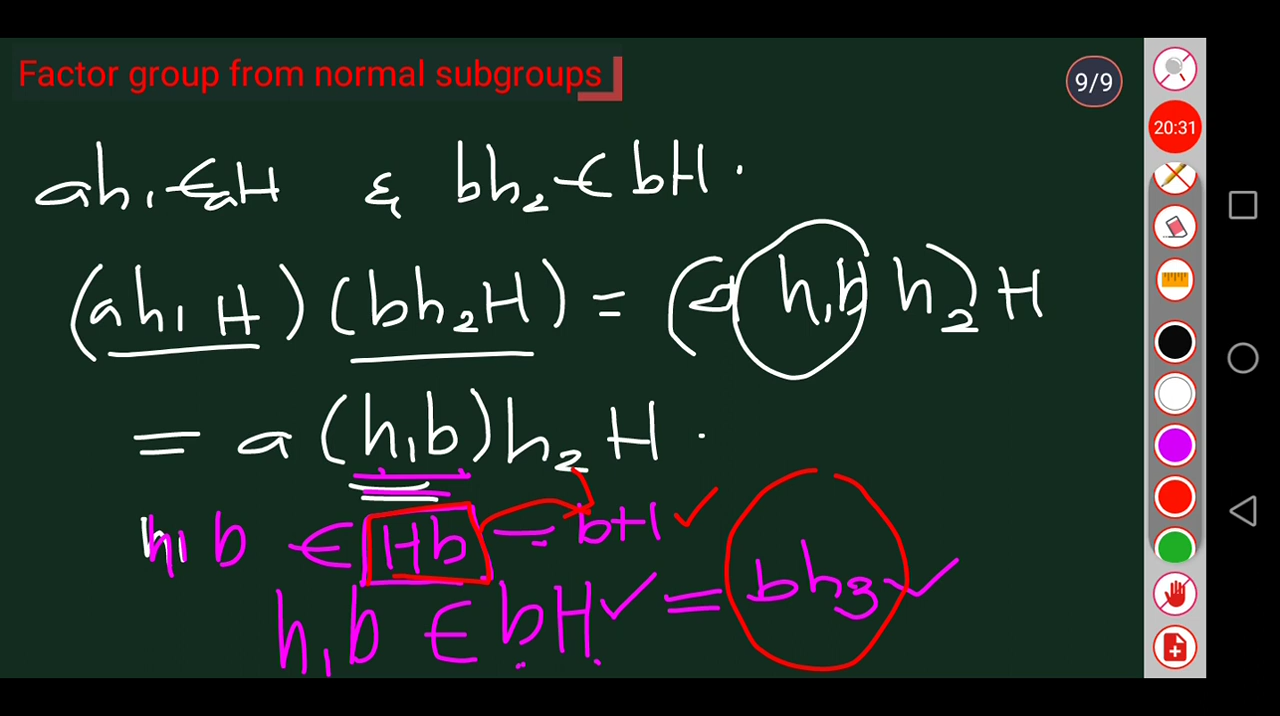 Factor group from normal subgroups
9/9
20:31
ah₁ ∈ aH & bh₂ ∈ bH.
(ah₁H)(bh₂H) = (a h₁b h₂)H
= a(h₁b)h₂H.
h₁b ∈ Hb = bH ✓
h₁b ∈ bH ✓ = bh₃ ✓